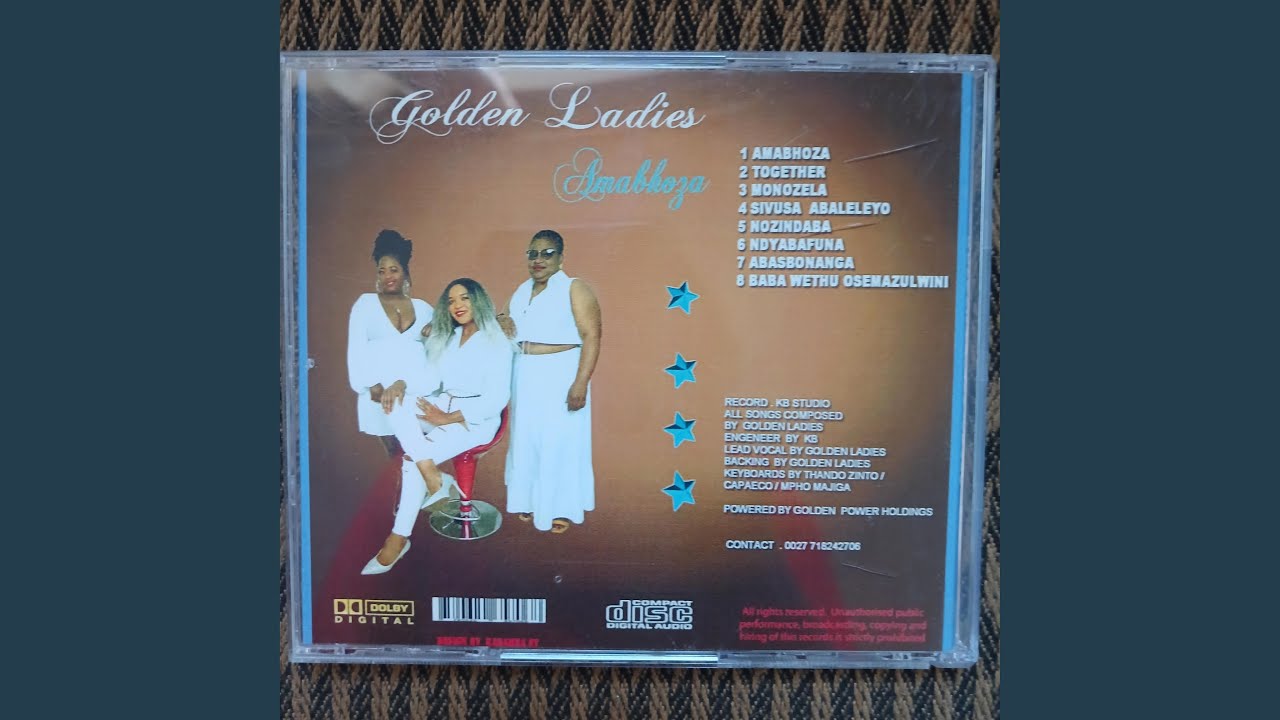 Golden Ladies
Amabhoza
1 AMABHOZA
2 TOGETHER
3 MONOZELA
4 SIVUSA ABALELEYO
5 NOZINDABA
6 NDYABAFUNA
7 ABASBONANGA
8 BABA WETHU OSEMAZULWINI
RECORD . KB STUDIO
ALL SONGS COMPOSED
BY GOLDEN LADIES
ENGENEER BY KB
LEAD VOCAL BY GOLDEN LADIES
BACKING BY GOLDEN LADIES
KEYBOARDS BY THANDO ZINTO /
CAPAECO / MPHO MAJIGA
POWERED BY GOLDEN POWER HOLDINGS
CONTACT . 0027 718242706
DOLBY
DIGITAL
COMPACT
disc
DIGITAL AUDIO
All rights reserved. Unauthorised public
performance, broadcasting, copying and
hiring of this records is strictly prohibited